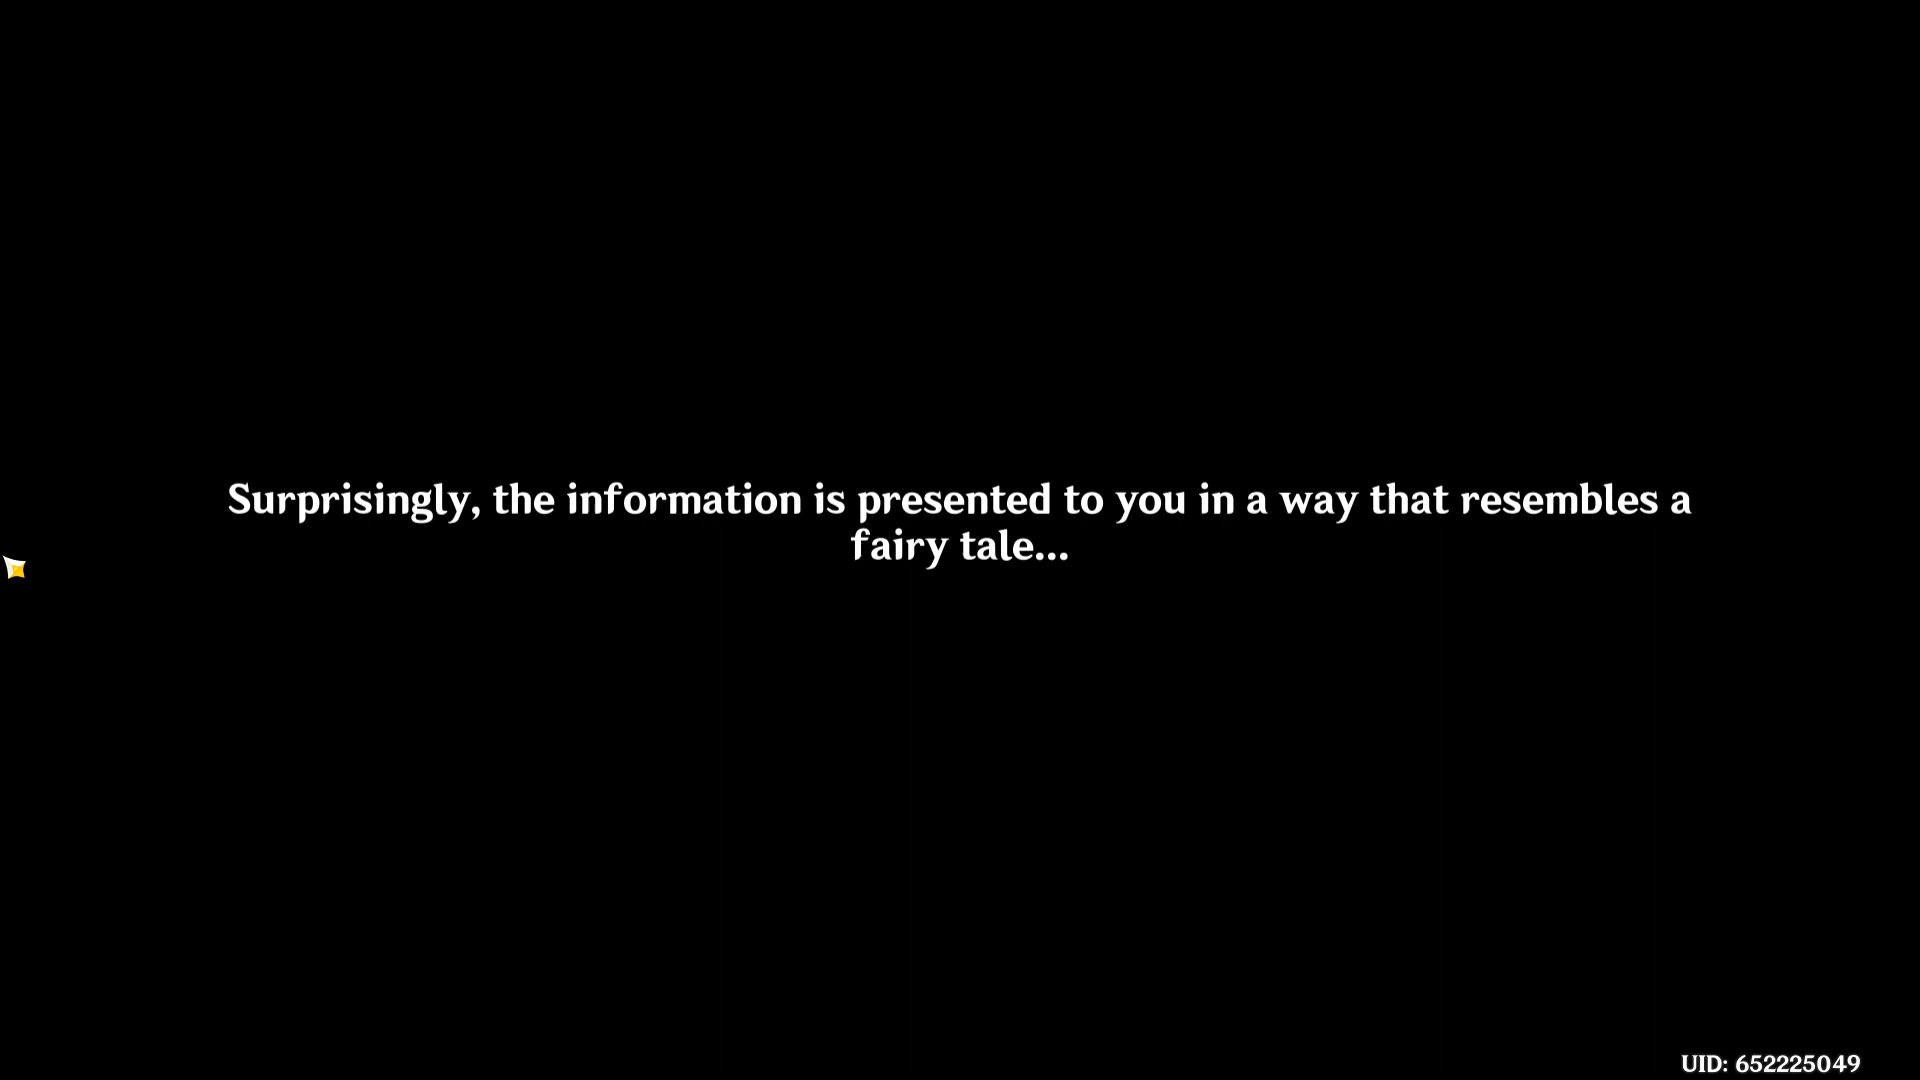 Surprisingly, the information is presented to you in a way that resembles a
fairy tale...
UID: 652225049